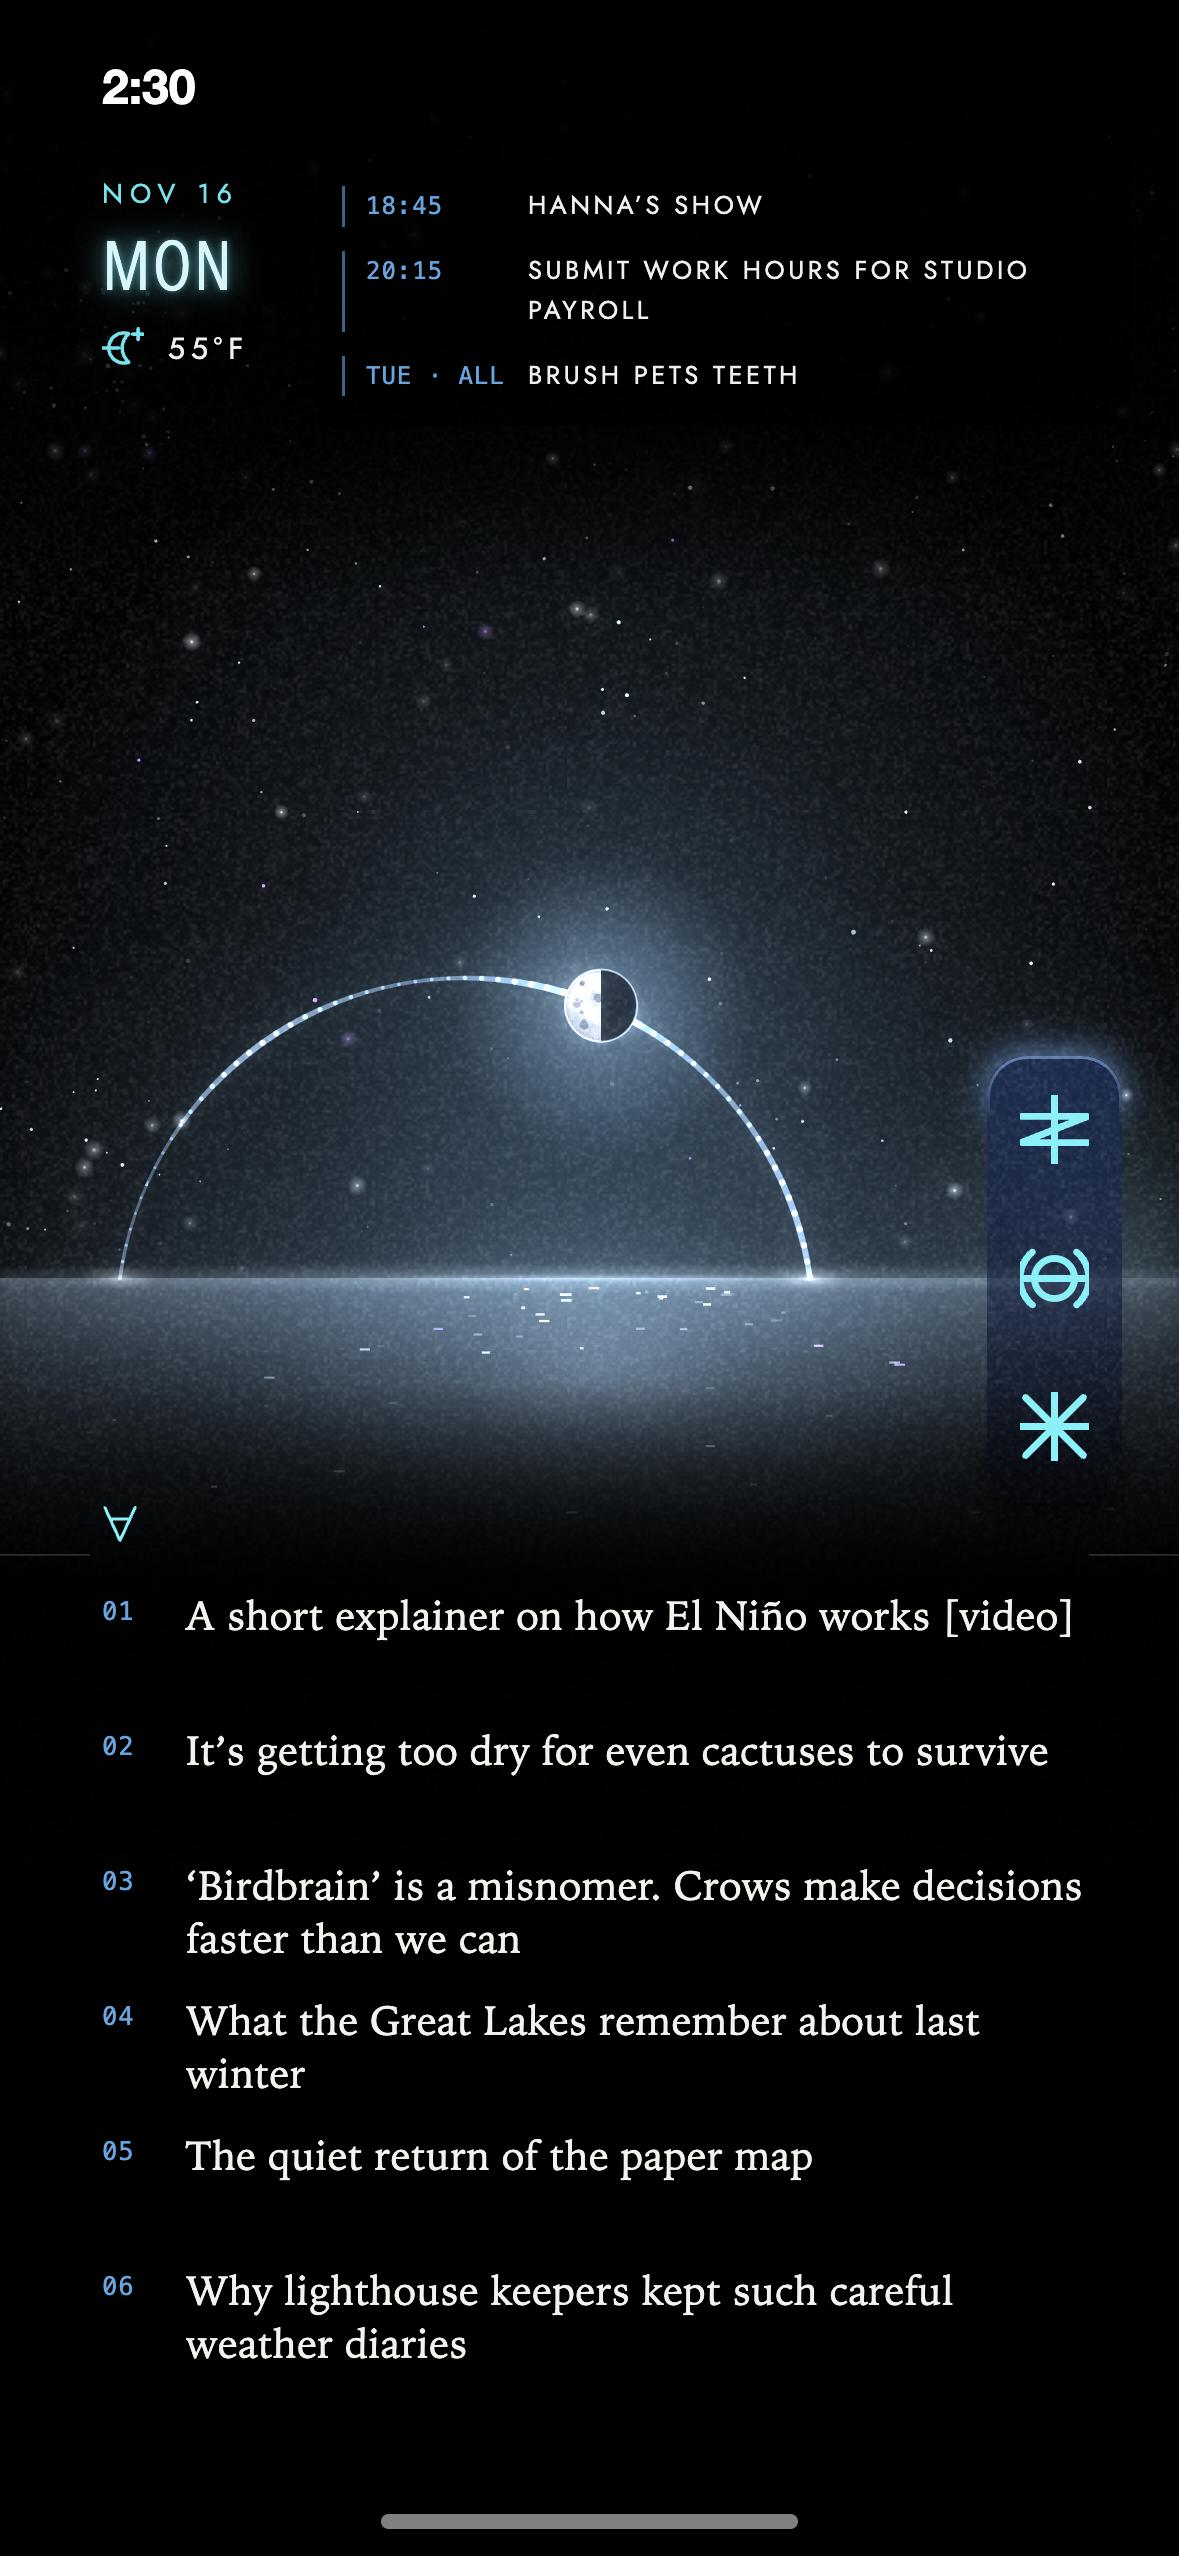 2:30
NOV 16
MON
55°F
18:45 HANNA’S SHOW
20:15 SUBMIT WORK HOURS FOR STUDIO
PAYROLL
TUE · ALL BRUSH PETS TEETH
∀
01 A short explainer on how El Niño works [video]
02 It’s getting too dry for even cactuses to survive
03 ‘Birdbrain’ is a misnomer. Crows make decisions
faster than we can
04 What the Great Lakes remember about last
winter
05 The quiet return of the paper map
06 Why lighthouse keepers kept such careful
weather diaries